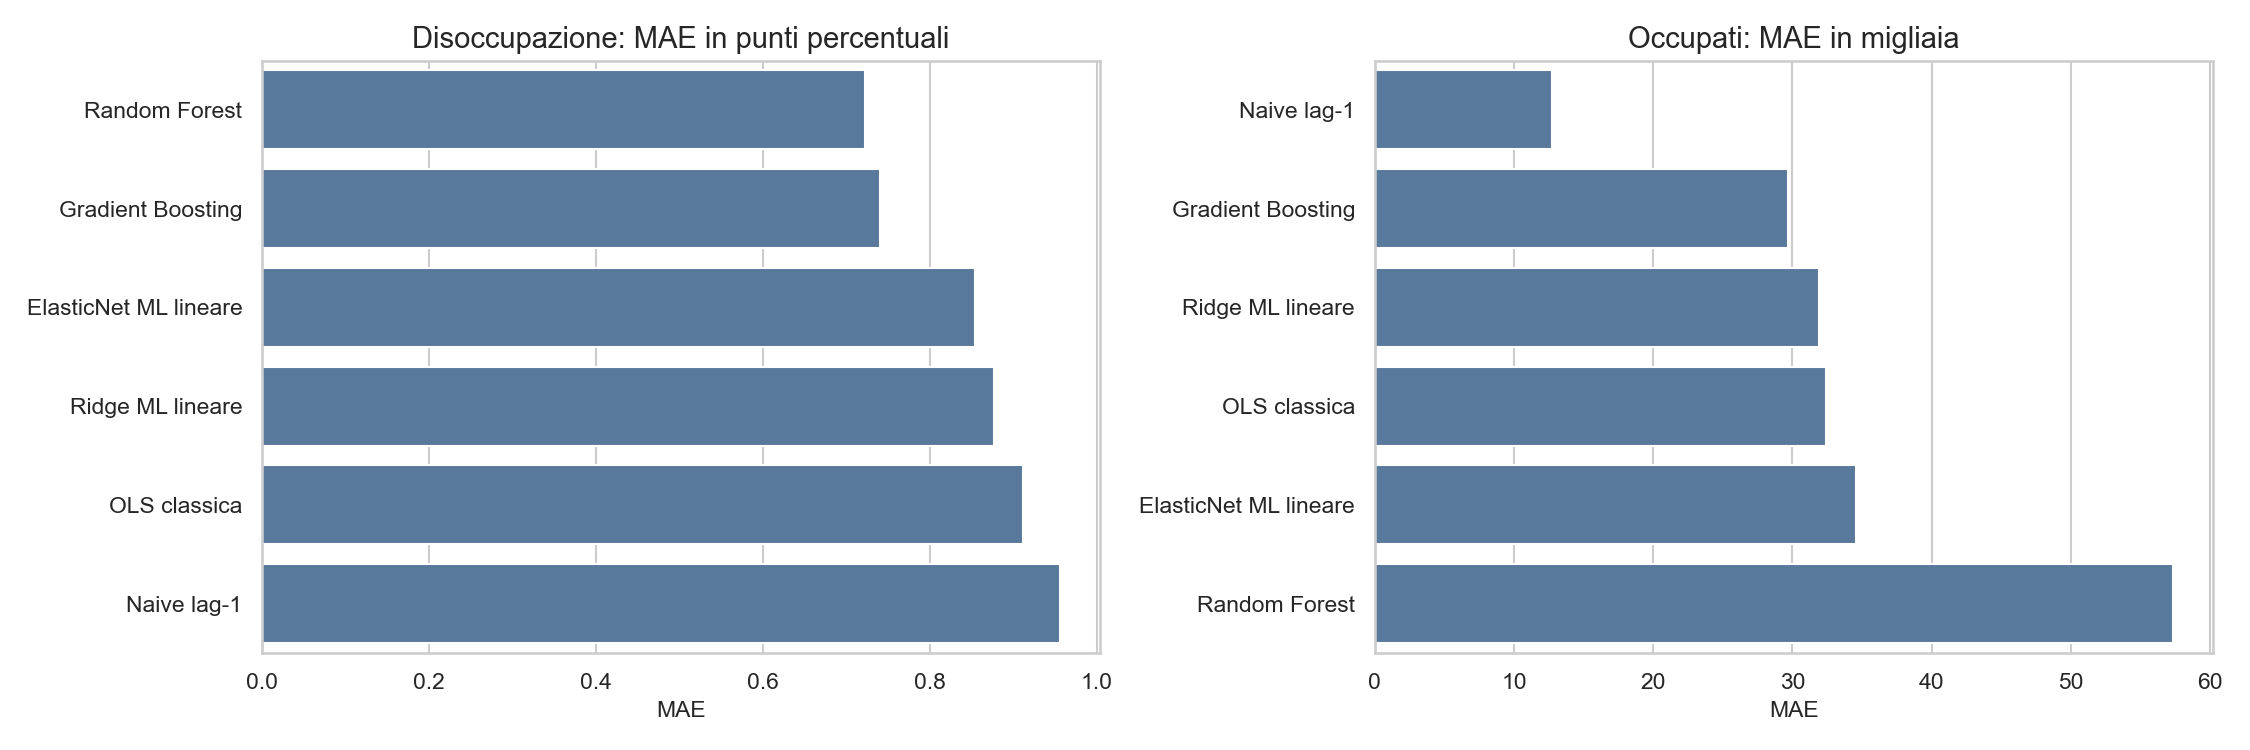 Disoccupazione: MAE in punti percentuali
Random Forest
Gradient Boosting
ElasticNet ML lineare
Ridge ML lineare
OLS classica
Naive lag-1
0.0 0.2 0.4 0.6 0.8 1.0
MAE
Occupati: MAE in migliaia
Naive lag-1
Gradient Boosting
Ridge ML lineare
OLS classica
ElasticNet ML lineare
Random Forest
0 10 20 30 40 50 60
MAE